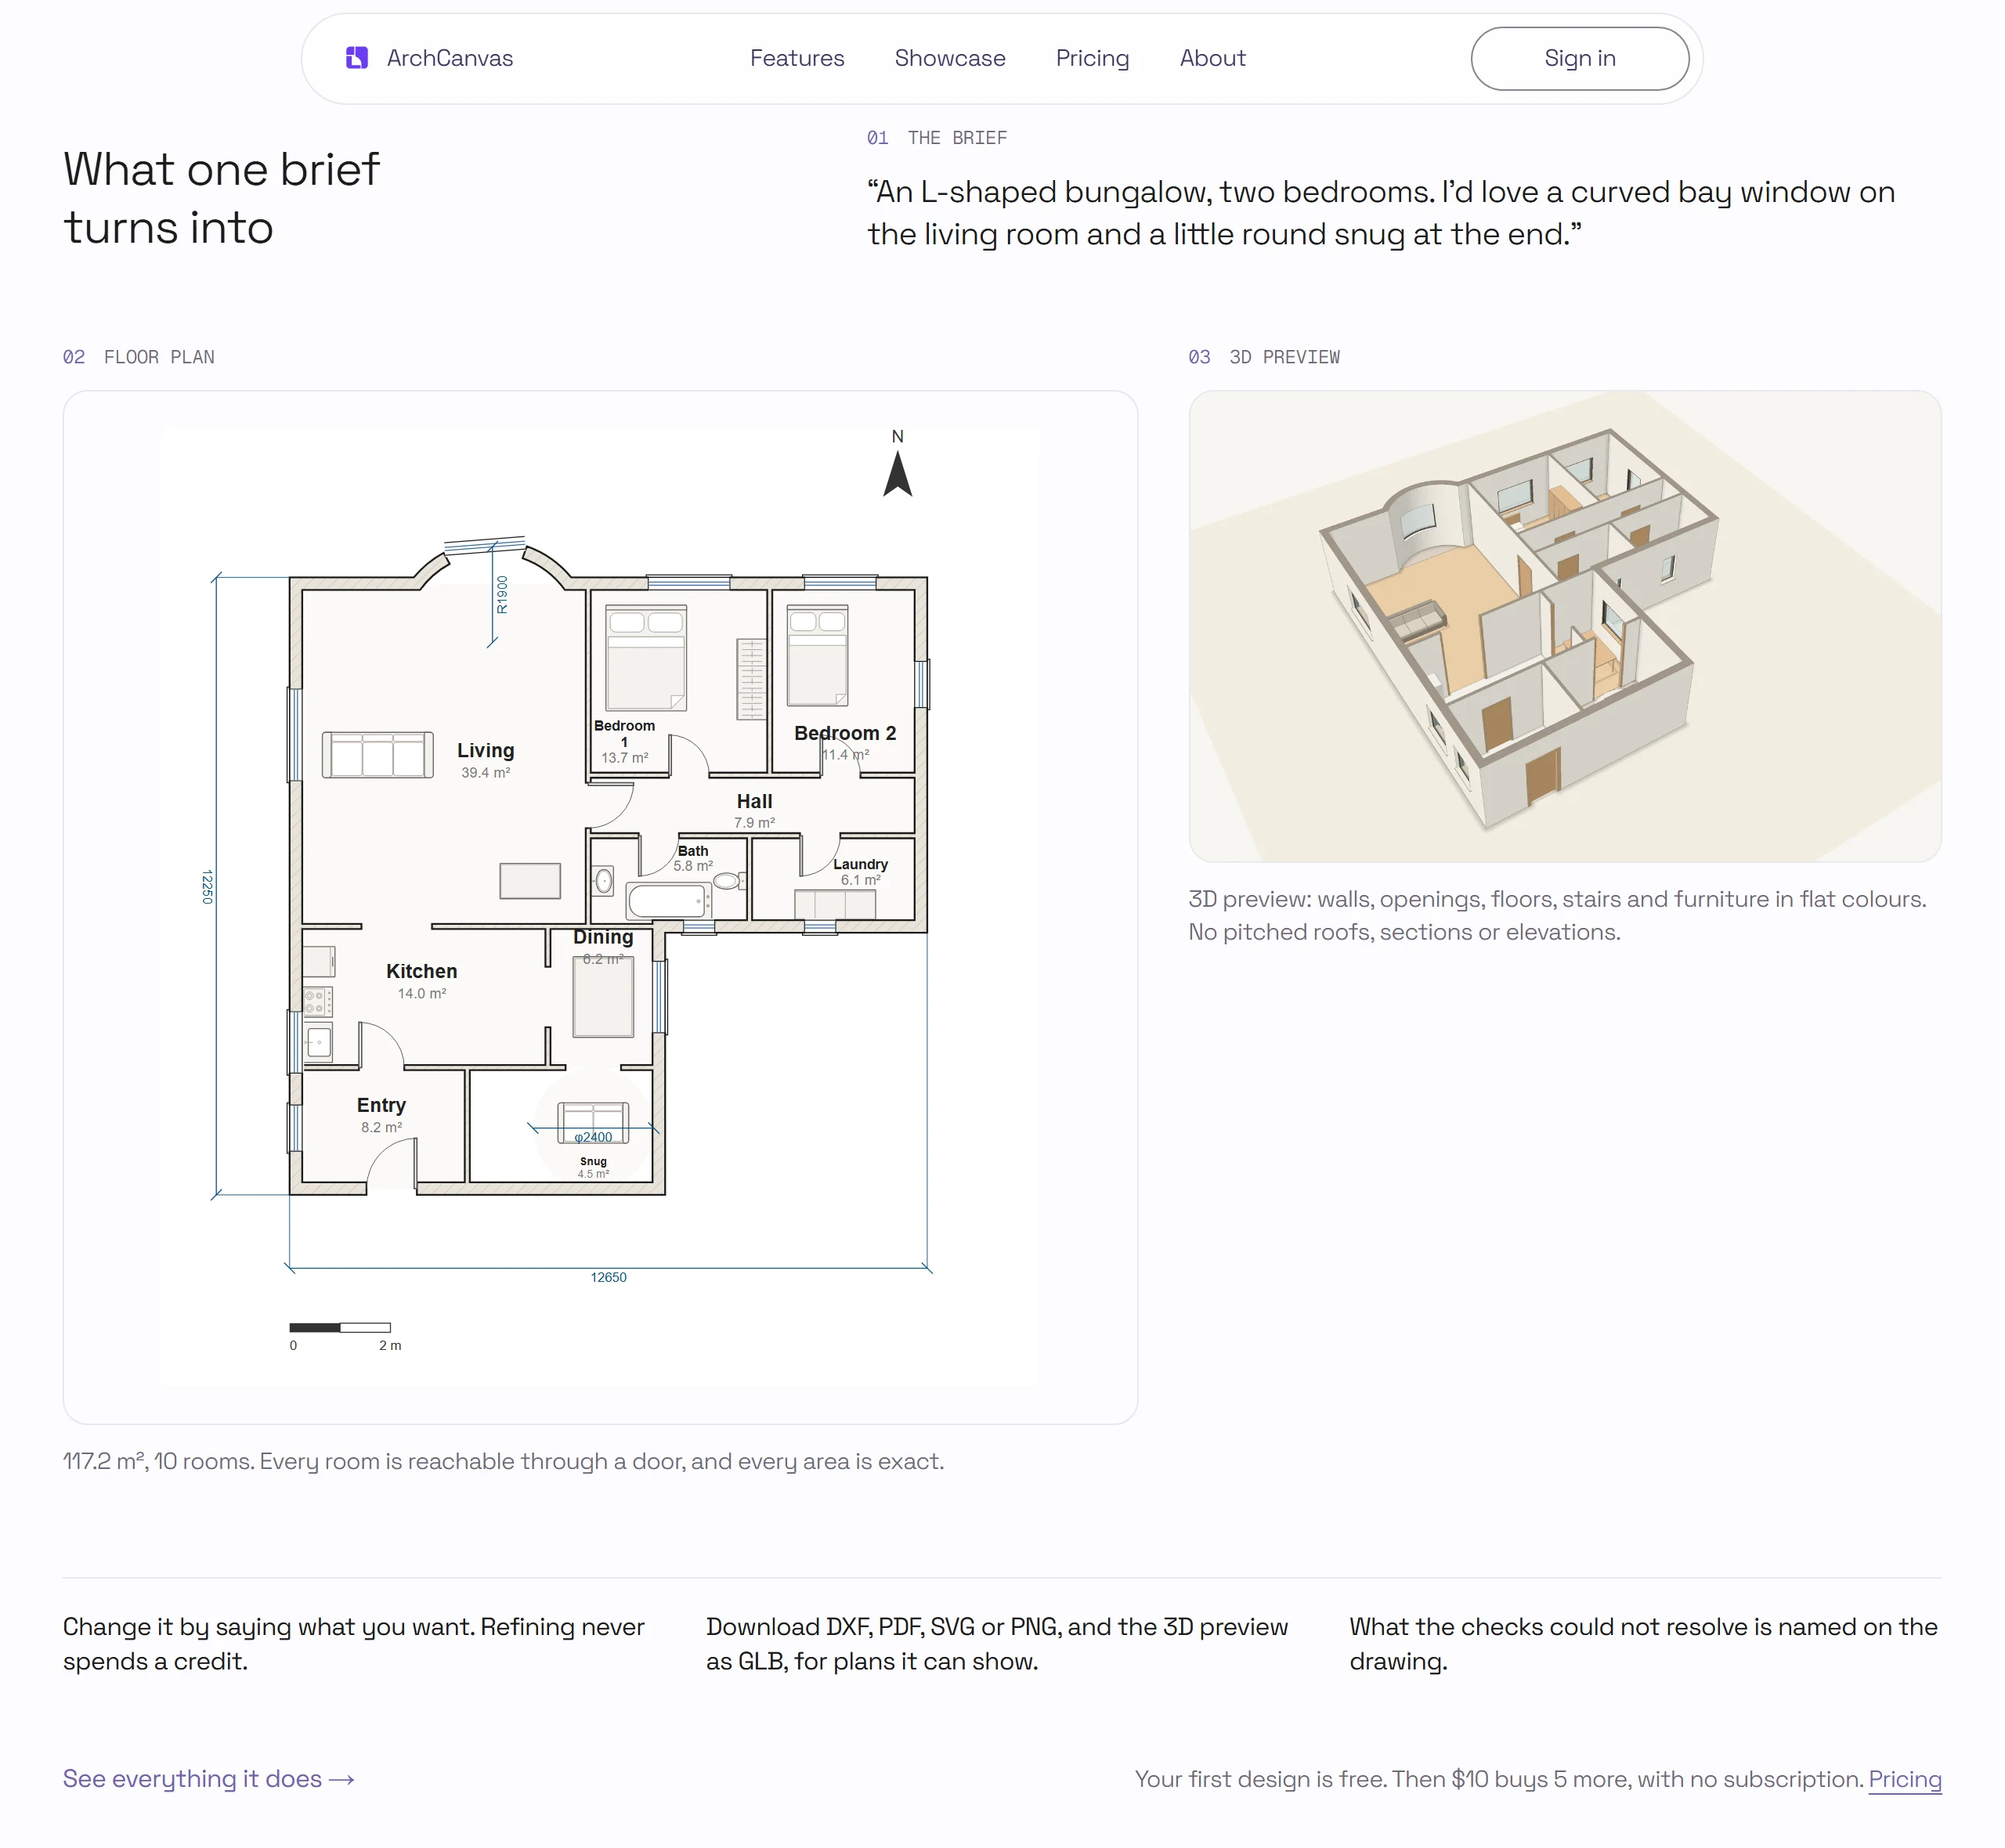 ArchCanvas
Features
Showcase
Pricing
About
Sign in
What one brief
turns into
01 THE BRIEF
“An L-shaped bungalow, two bedrooms. I’d love a curved bay window on
the living room and a little round snug at the end.”
02 FLOOR PLAN
N
R1900
12250
Living
39.4 m²
Bedroom
1
13.7 m²
Bedroom 2
11.4 m²
Hall
7.9 m²
Bath
5.8 m²
Laundry
6.1 m²
Dining
6.2 m²
Kitchen
14.0 m²
Entry
8.2 m²
φ2400
Snug
4.5 m²
12650
0
2 m
117.2 m², 10 rooms. Every room is reachable through a door, and every area is exact.
03 3D PREVIEW
3D preview: walls, openings, floors, stairs and furniture in flat colours.
No pitched roofs, sections or elevations.
Change it by saying what you want. Refining never
spends a credit.
Download DXF, PDF, SVG or PNG, and the 3D preview
as GLB, for plans it can show.
What the checks could not resolve is named on the
drawing.
See everything it does →
Your first design is free. Then $10 buys 5 more, with no subscription. Pricing